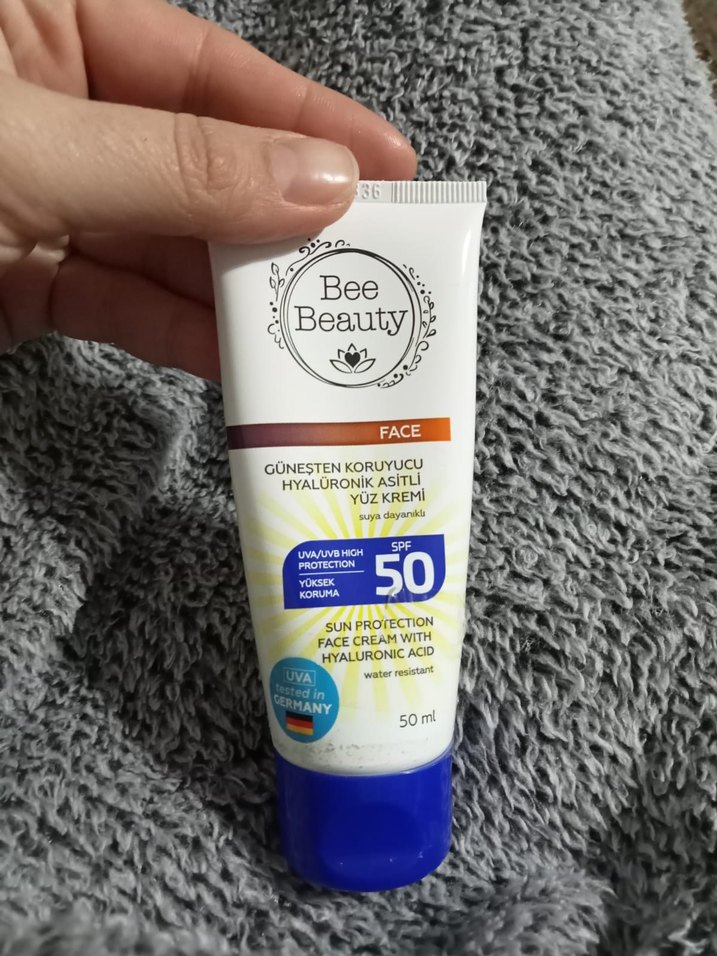 Bee
Beauty
FACE
GÜNEŞTEN KORUYUCU
HYALÜRONİK ASİTLİ
YÜZ KREMİ
suya dayanıklı
UVA/UVB HIGH
PROTECTION
YÜKSEK
KORUMA
SPF
50
SUN PROTECTION
FACE CREAM WITH
HYALURONIC ACID
water resistant
UVA
tested in
GERMANY
50 ml